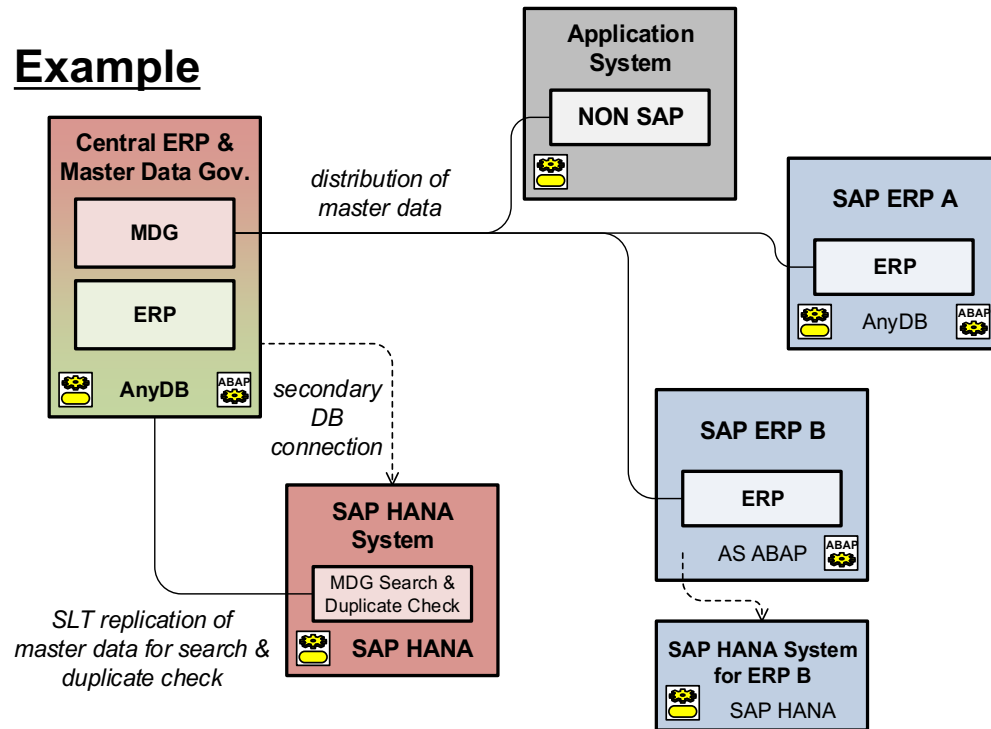 Example
Central ERP &
Master Data Gov.
MDG
ERP
AnyDB
ABAP
distribution of
master data
Application
System
NON SAP
SAP ERP A
ERP
AnyDB
ABAP
secondary
DB
connection
SAP HANA
System
MDG Search &
Duplicate Check
SAP HANA
SLT replication of
master data for search &
duplicate check
SAP ERP B
ERP
AS ABAP
ABAP
SAP HANA System
for ERP B
SAP HANA